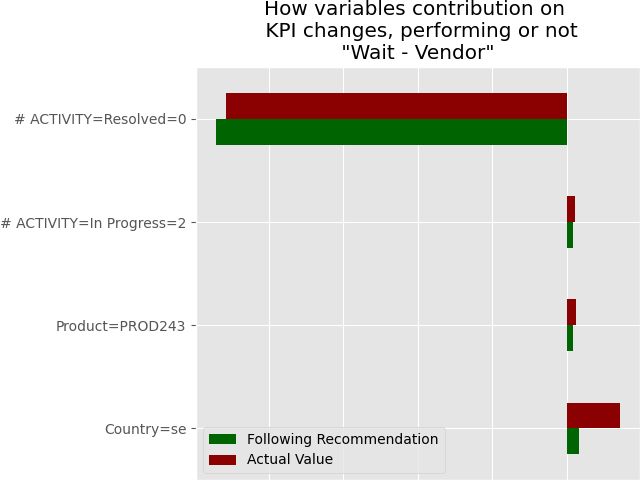 How variables contribution on
KPI changes, performing or not
"Wait - Vendor"
# ACTIVITY=Resolved=0
# ACTIVITY=In Progress=2
Product=PROD243
Country=se
Following Recommendation
Actual Value